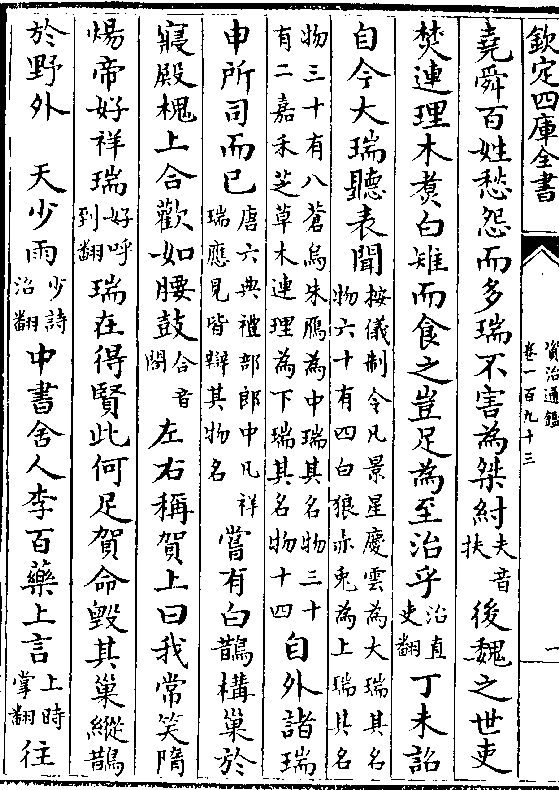 欽定四庫全書
資治通鑑
卷一百九十三
一
堯舜百姓愁怨而多瑞不害為桀紂夫音扶後魏之世吏
焚連理木煑白雉而食之豈足為至治乎治直吏翻丁未詔
自今大瑞聽表聞按儀制令凡景星慶雲為大瑞其名物六十有四白狼赤兎為上瑞其名
物三十有八蒼烏朱鴈為中瑞其名物三十有二嘉禾芝草木連理為下瑞其名物十四自外諸瑞
申所司而已唐六典禮部郎中凡祥瑞應見皆辯其物名嘗有白鵲構巢於
寢殿槐上合歡如腰鼓合音閤左右稱賀上曰我常笑隋
煬帝好祥瑞好呼到翻瑞在得賢此何足賀命毀其巢縱鵲
於野外　天少雨少詩沼翻中書舍人李百藥上言上時掌翻往